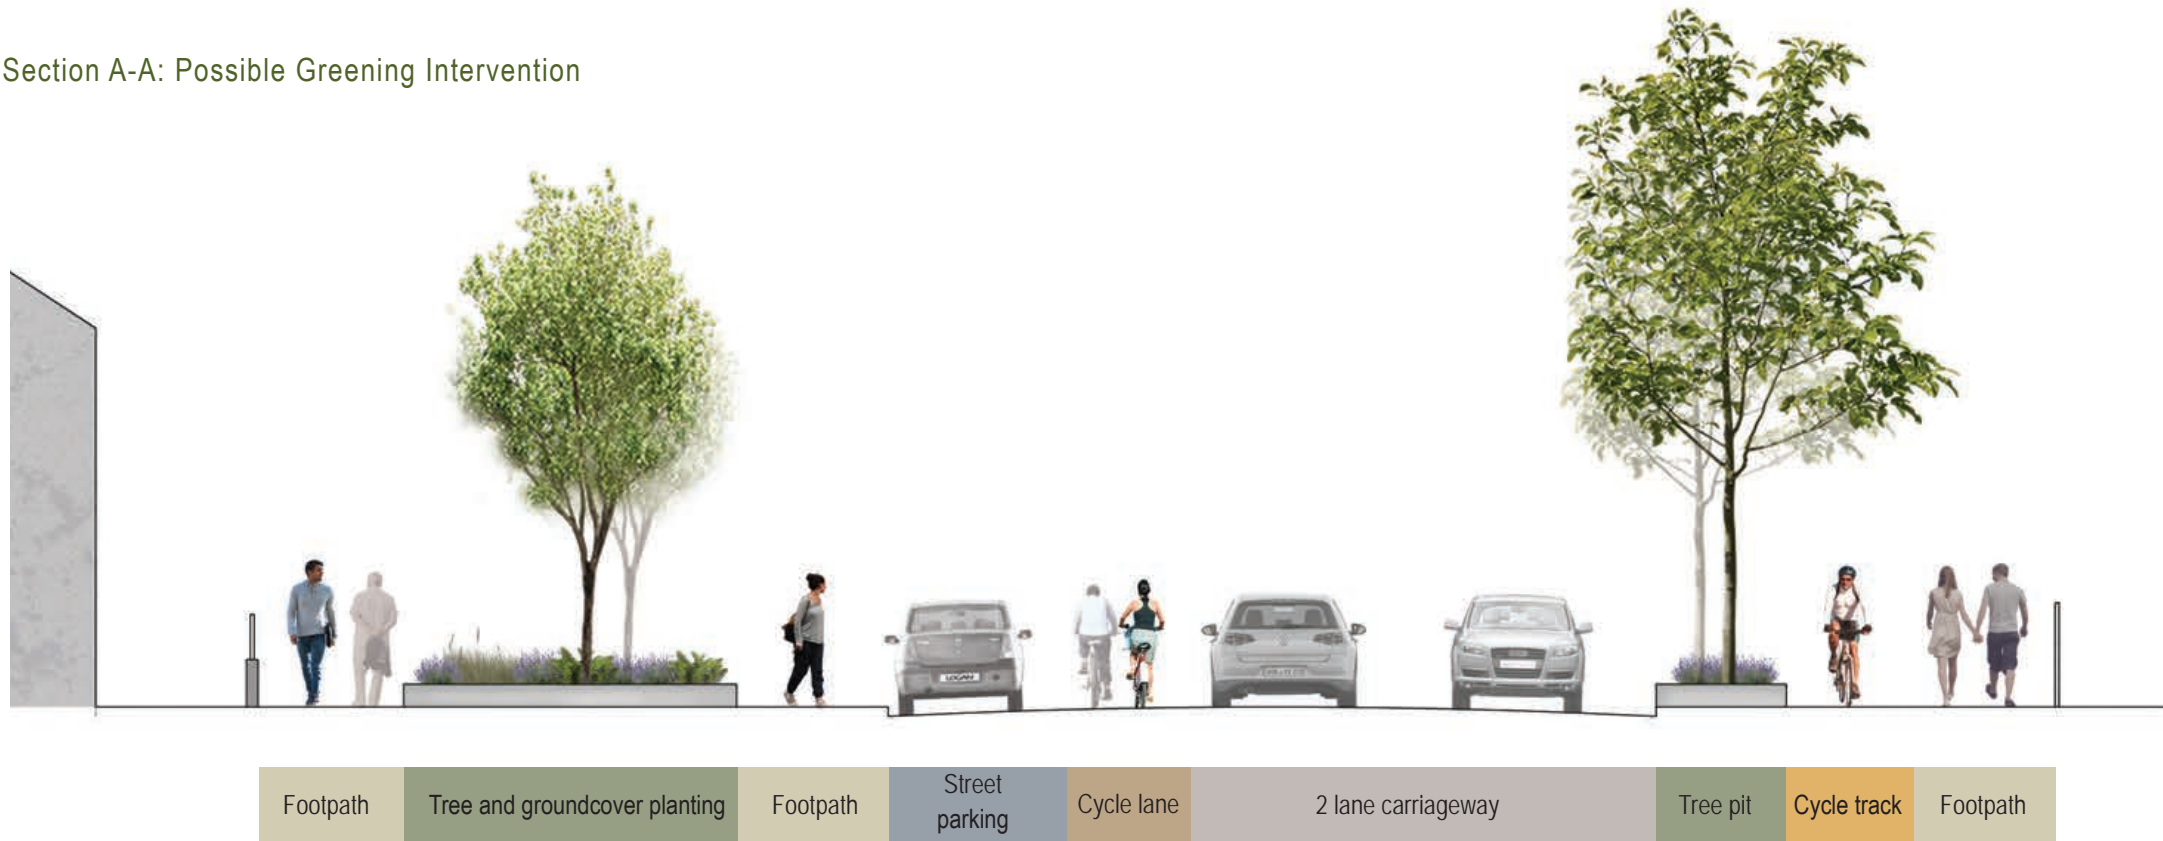 Section A-A: Possible Greening Intervention
LOGAN
Footpath
Tree and groundcover planting
Footpath
Street
parking
Cycle lane
2 lane carriageway
Tree pit
Cycle track
Footpath